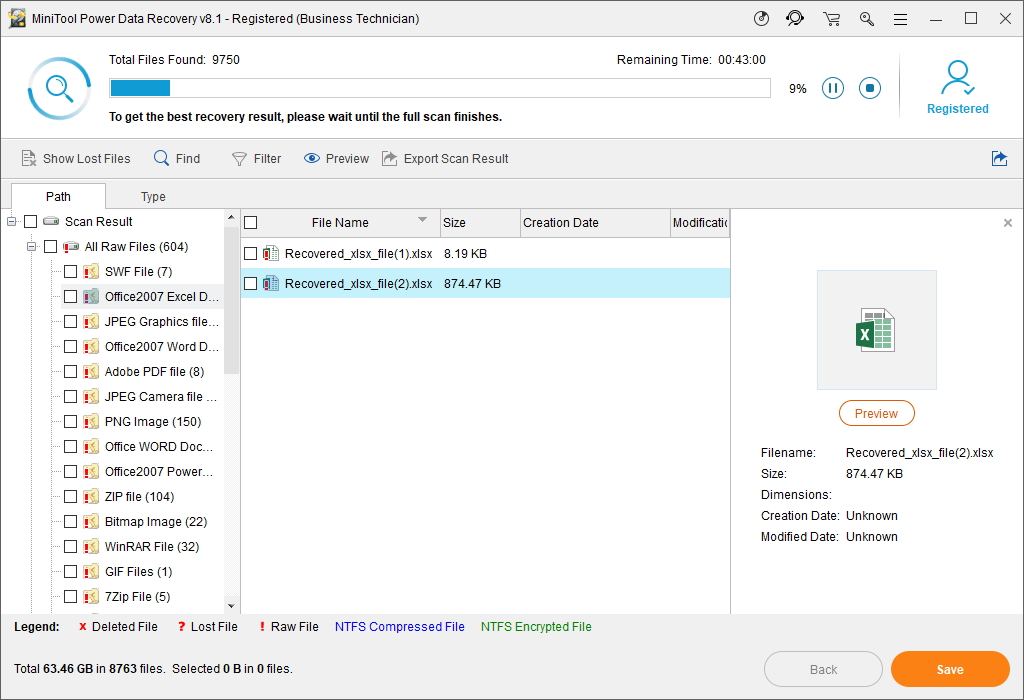 MiniTool Power Data Recovery v8.1 - Registered (Business Technician)
Total Files Found: 9750
Remaining Time: 00:43:00
9%
To get the best recovery result, please wait until the full scan finishes.
Registered
Show Lost Files
Find
Filter
Preview
Export Scan Result
Path
Type
Scan Result
All Raw Files (604)
SWF File (7)
Office2007 Excel D...
JPEG Graphics file...
Office2007 Word D...
Adobe PDF file (8)
JPEG Camera file ...
PNG Image (150)
Office WORD Doc...
Office2007 Power...
ZIP file (104)
Bitmap Image (22)
WinRAR File (32)
GIF Files (1)
7Zip File (5)
File Name
Size
Creation Date
Modificatic
Recovered_xlsx_file(1).xlsx 8.19 KB
Recovered_xlsx_file(2).xlsx 874.47 KB
X
Preview
Filename: Recovered_xlsx_file(2).xlsx
Size: 874.47 KB
Dimensions:
Creation Date: Unknown
Modified Date: Unknown
Legend: x Deleted File ? Lost File ! Raw File NTFS Compressed File NTFS Encrypted File
Total 63.46 GB in 8763 files. Selected 0 B in 0 files.
Back
Save